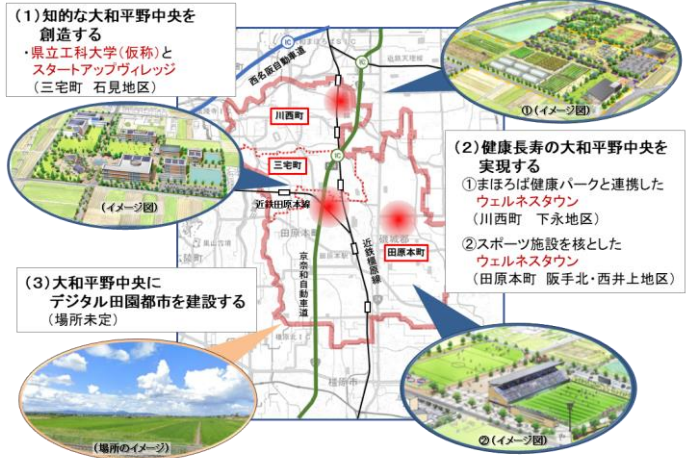 (1)知的な大和平野中央を
創造する
・県立工科大学(仮称)と
スタートアップヴィレッジ
(三宅町 石見地区)
(イメージ図)
西名阪自動車道
IC
IC
IC
①(イメージ図)
川西町
三宅町
近鉄田原本線
田原本町
田原本町
京奈和自動車道
近鉄橿原線
橿原市
(2)健康長寿の大和平野中央を
実現する
①まほろば健康パークと連携した
ウェルネスタウン
(川西町 下永地区)
②スポーツ施設を核とした
ウェルネスタウン
(田原本町 阪手北・西井上地区)
(3)大和平野中央に
デジタル田園都市を建設する
(場所未定)
(場所のイメージ)
②(イメージ図)